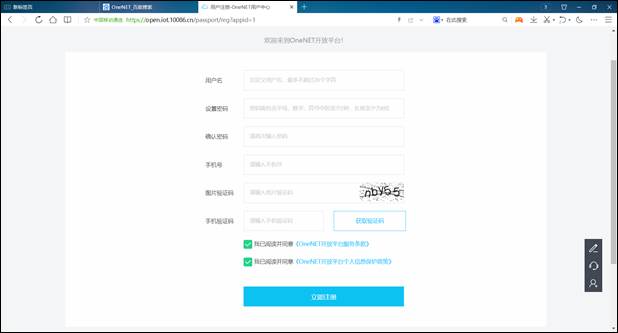 新标签页
OneNET_百度搜索
用户注册-OneNET用户中心
中国移动通信 https://open.iot.10086.cn/passport/reg?appid=1
在此搜索
欢迎来到OneNET开放平台!
用户名
设置密码
确认密码
请再次输入密码
手机号
请输入手机号
图片验证码
请输入图片验证码
手机验证码
请输入手机验证码
获取验证码
我已阅读并同意《OneNET开放平台服务条款》
我已阅读并同意《OneNET开放平台个人信息保护政策》
立即注册